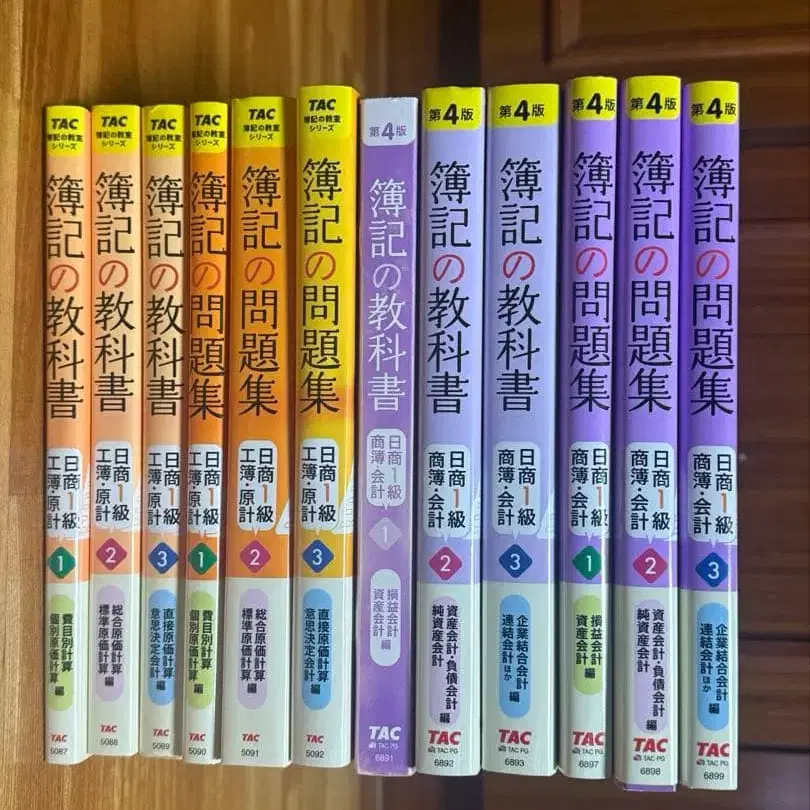 TAC
簿記の教室
シリーズ
簿記の教科書
日商1級
工簿・原計
1
費目別計算
個別原価計算 編
TAC
5087
TAC
簿記の教室
シリーズ
簿記の教科書
日商1級
工簿・原計
2
総合原価計算
標準原価計算 編
TAC
5088
TAC
簿記の教室
シリーズ
簿記の教科書
日商1級
工簿・原計
3
直接原価計算
意思決定会計 編
TAC
5089
TAC
簿記の教室
シリーズ
簿記の問題集
日商1級
工簿・原計
1
費目別計算
個別原価計算 編
TAC
5090
TAC
簿記の教室
シリーズ
簿記の問題集
日商1級
工簿・原計
2
総合原価計算
標準原価計算 編
TAC
5091
TAC
簿記の教室
シリーズ
簿記の問題集
日商1級
工簿・原計
3
直接原価計算
意思決定会計 編
TAC
5092
第4版
簿記の教科書
日商1級
商簿・会計
1
損益会計
資産会計 編
TAC
TAC PG
6891
第4版
簿記の教科書
日商1級
商簿・会計
2
資産会計・負債会計
純資産会計 編
TAC
TAC PG
6892
第4版
簿記の教科書
日商1級
商簿・会計
3
企業結合会計
連結会計ほか 編
TAC
TAC PG
6893
第4版
簿記の問題集
日商1級
商簿・会計
1
損益会計
資産会計 編
TAC
TAC PG
6897
第4版
簿記の問題集
日商1級
商簿・会計
2
資産会計・負債会計
純資産会計 編
TAC
TAC PG
6898
第4版
簿記の問題集
日商1級
商簿・会計
3
企業結合会計
連結会計ほか 編
TAC
TAC PG
6899